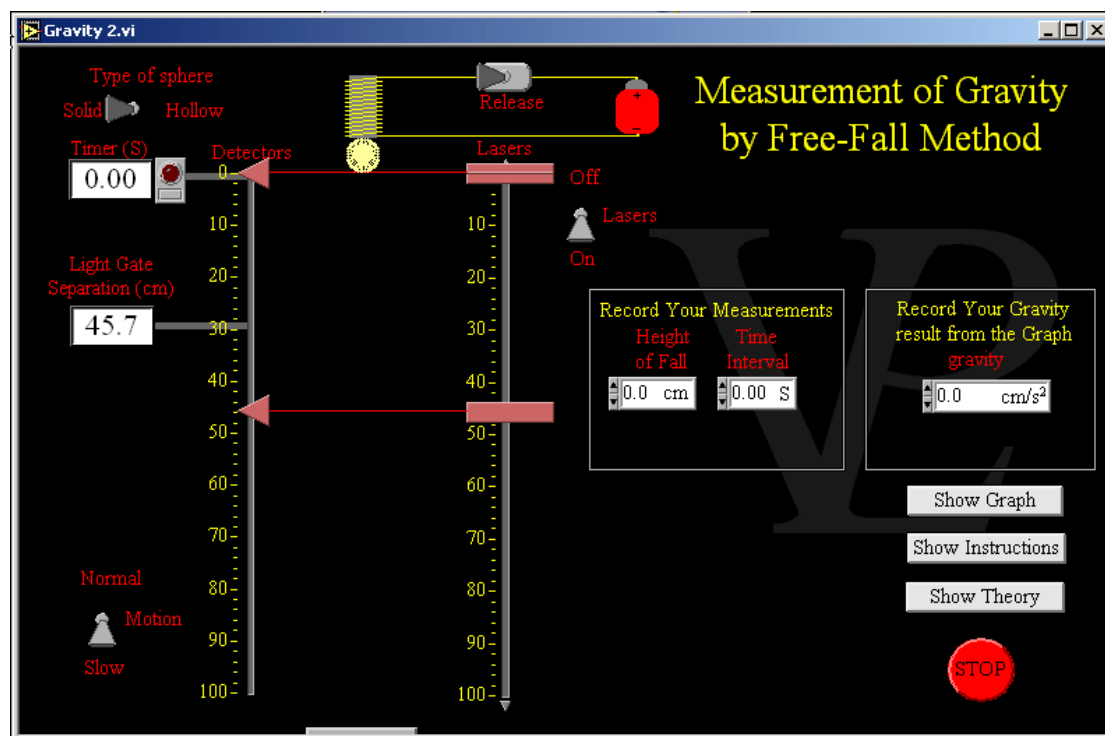 Gravity 2.vi
Type of sphere
Solid Hollow
Release
+
−
Measurement of Gravity
by Free-Fall Method
Timer (S)
0.00
Detectors
Lasers
Off
Lasers
On
Light Gate
Separation (cm)
45.7
0
10
20
30
40
50
60
70
80
90
100
10
20
30
40
50
60
70
80
90
100
Record Your Measurements
Height
of Fall
Time
Interval
0.0 cm
0.00 S
Record Your Gravity
result from the Graph
gravity
0.0 cm/s²
Show Graph
Show Instructions
Show Theory
STOP
Normal
Motion
Slow
VPL